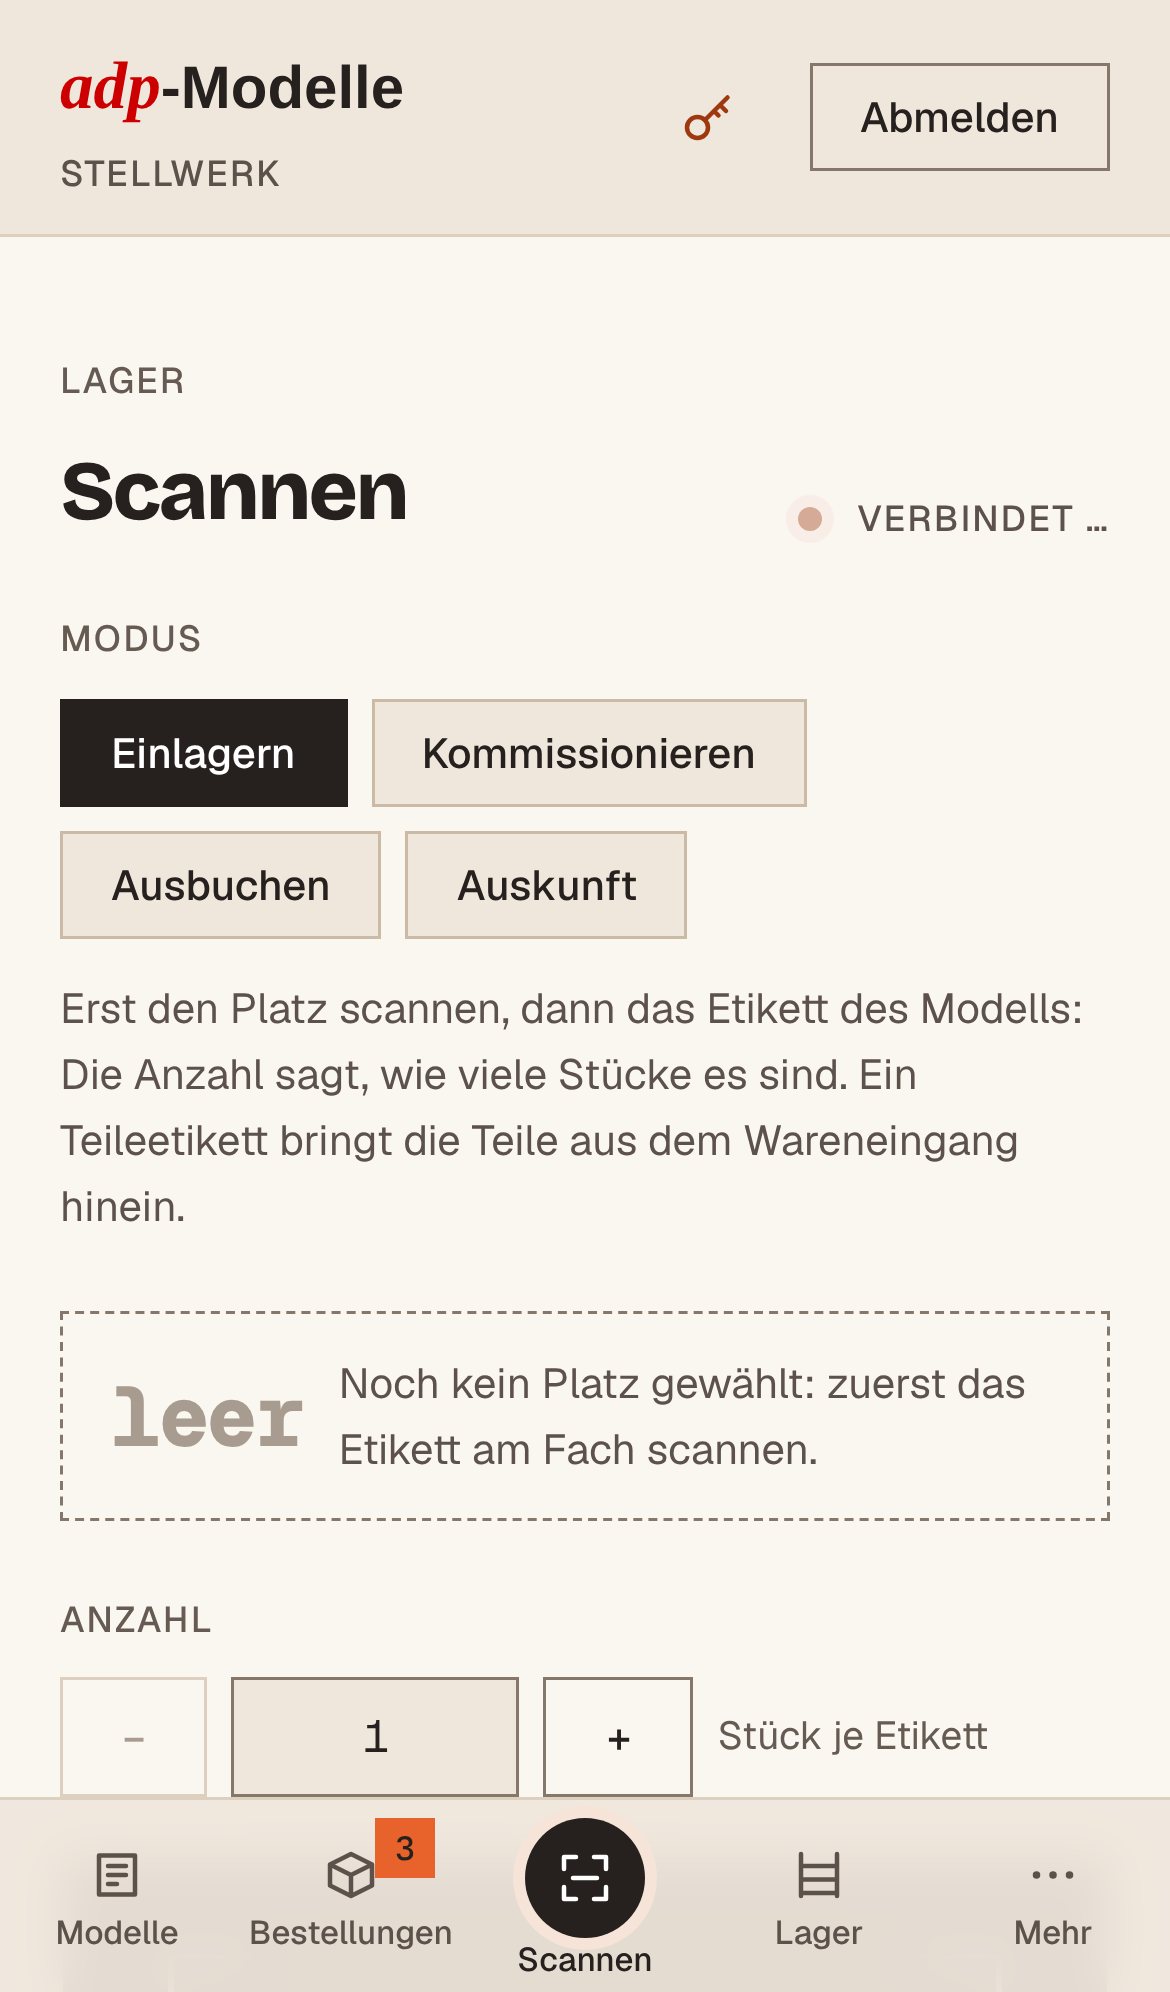 adp-Modelle
STELLWERK
Abmelden
LAGER
Scannen
VERBINDET ...
MODUS
Einlagern
Kommissionieren
Ausbuchen
Auskunft
Erst den Platz scannen, dann das Etikett des Modells:
Die Anzahl sagt, wie viele Stücke es sind. Ein
Teileetikett bringt die Teile aus dem Wareneingang
hinein.
leer
Noch kein Platz gewählt: zuerst das
Etikett am Fach scannen.
ANZAHL
−
1
+
Stück je Etikett
Modelle
3
Bestellungen
Scannen
Lager
Mehr